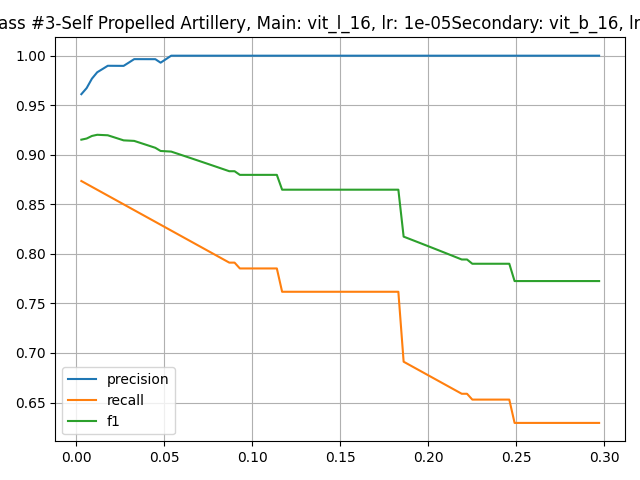 ass #3-Self Propelled Artillery, Main: vit_l_16, lr: 1e-05Secondary: vit_b_16, lr
1.00
0.95
0.90
0.85
0.80
0.75
0.70
0.65
precision
recall
f1
0.00 0.05 0.10 0.15 0.20 0.25 0.30